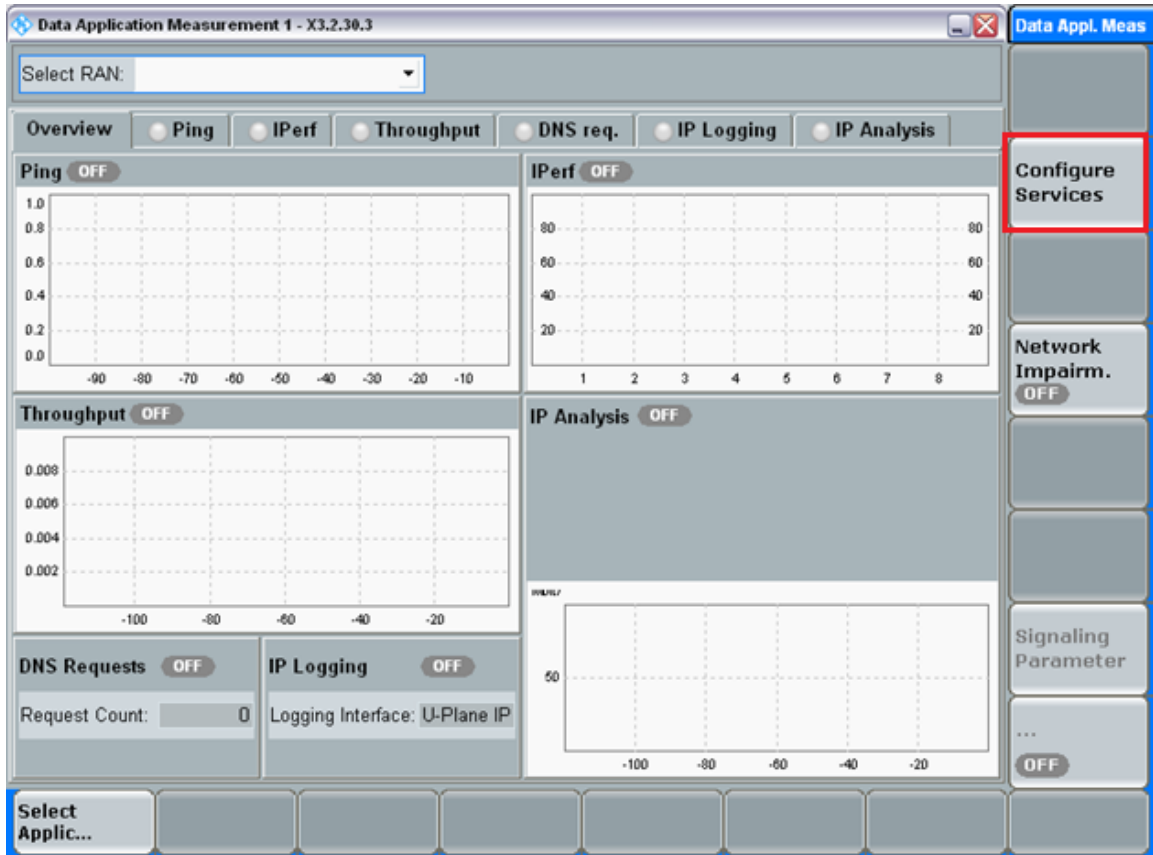 Data Application Measurement 1 - X3.2.30.3
Data Appl. Meas
Select RAN:
Overview Ping IPerf Throughput DNS req. IP Logging IP Analysis
Configure
Services
Ping OFF
1.0
0.8
0.6
0.4
0.2
0.0
-90 -80 -70 -60 -50 -40 -30 -20 -10
IPerf OFF
80 80
60 60
40 40
20 20
1 2 3 4 5 6 7 8
Network
Impairm.
OFF
Throughput OFF
0.008
0.006
0.004
0.002
-100 -80 -60 -40 -20
IP Analysis OFF
50
-100 -80 -60 -40 -20
DNS Requests OFF
Request Count: 0
IP Logging OFF
Logging Interface: U-Plane IP
Signaling
Parameter
...
OFF
Select
Applic...